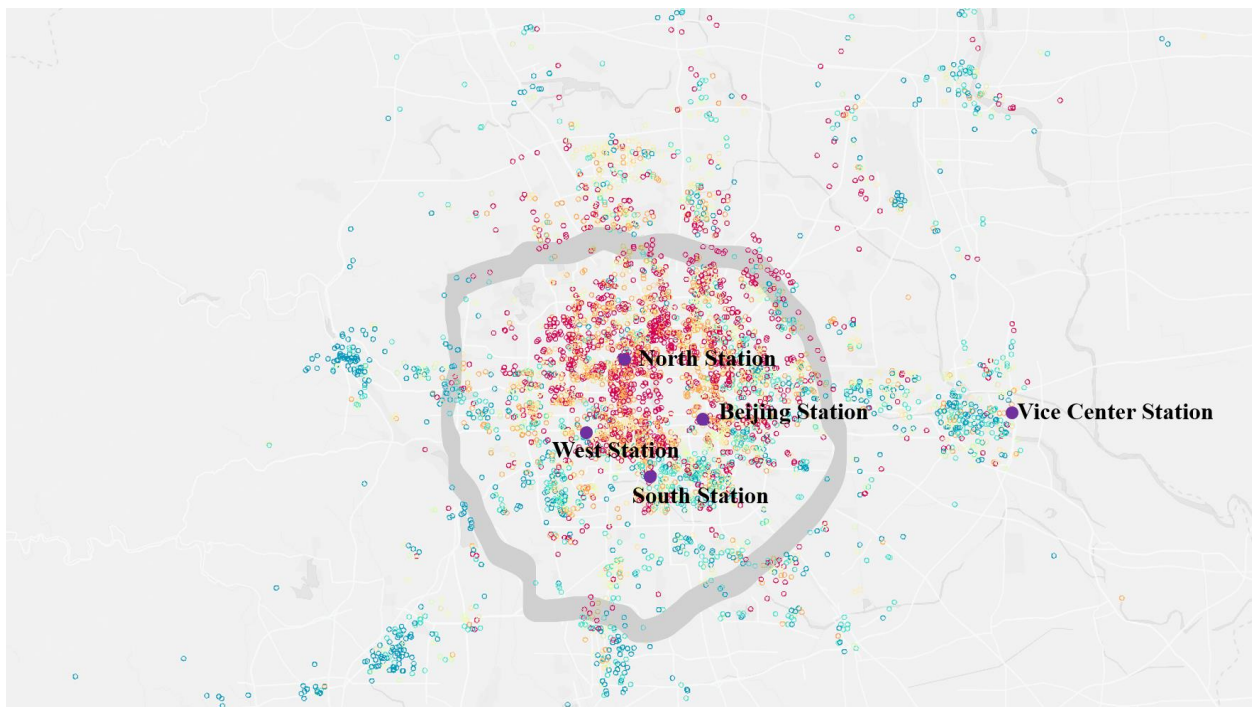 North Station
Beijing Station
Vice Center Station
West Station
South Station